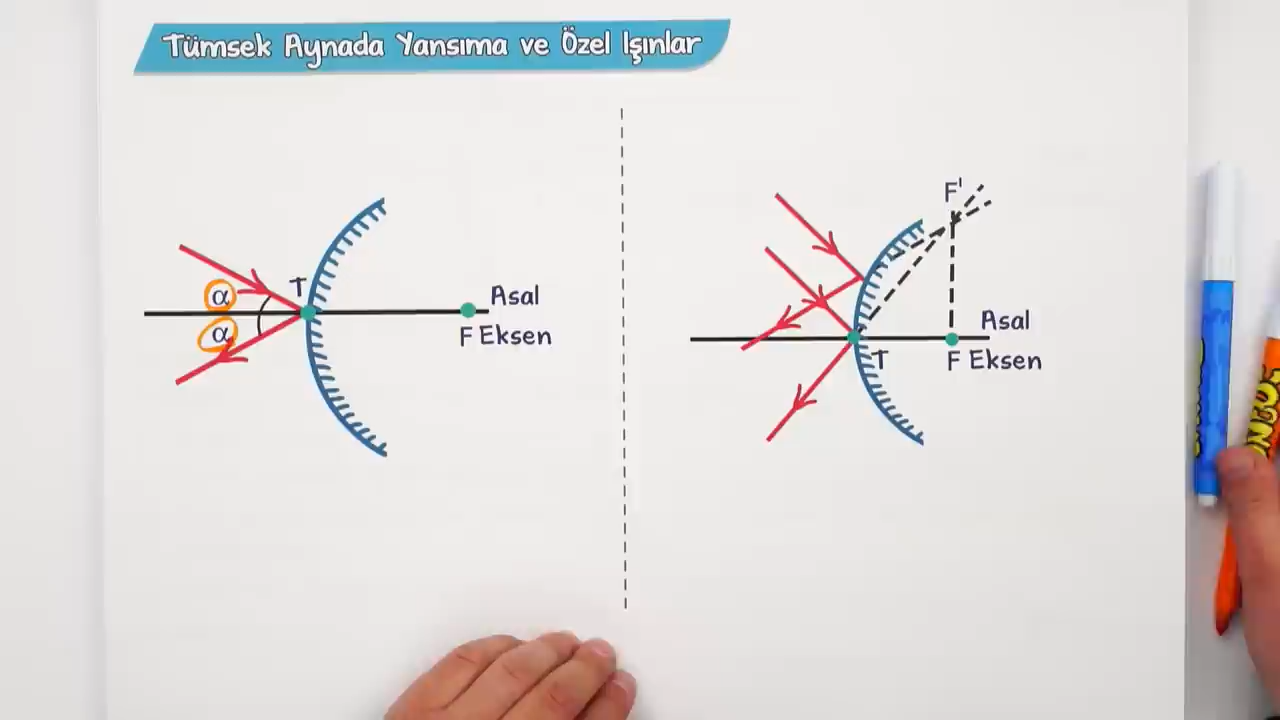 Tümsek Aynada Yansıma ve Özel Işınlar
α
α
T
Asal
F Eksen
F'
Asal
T
F Eksen